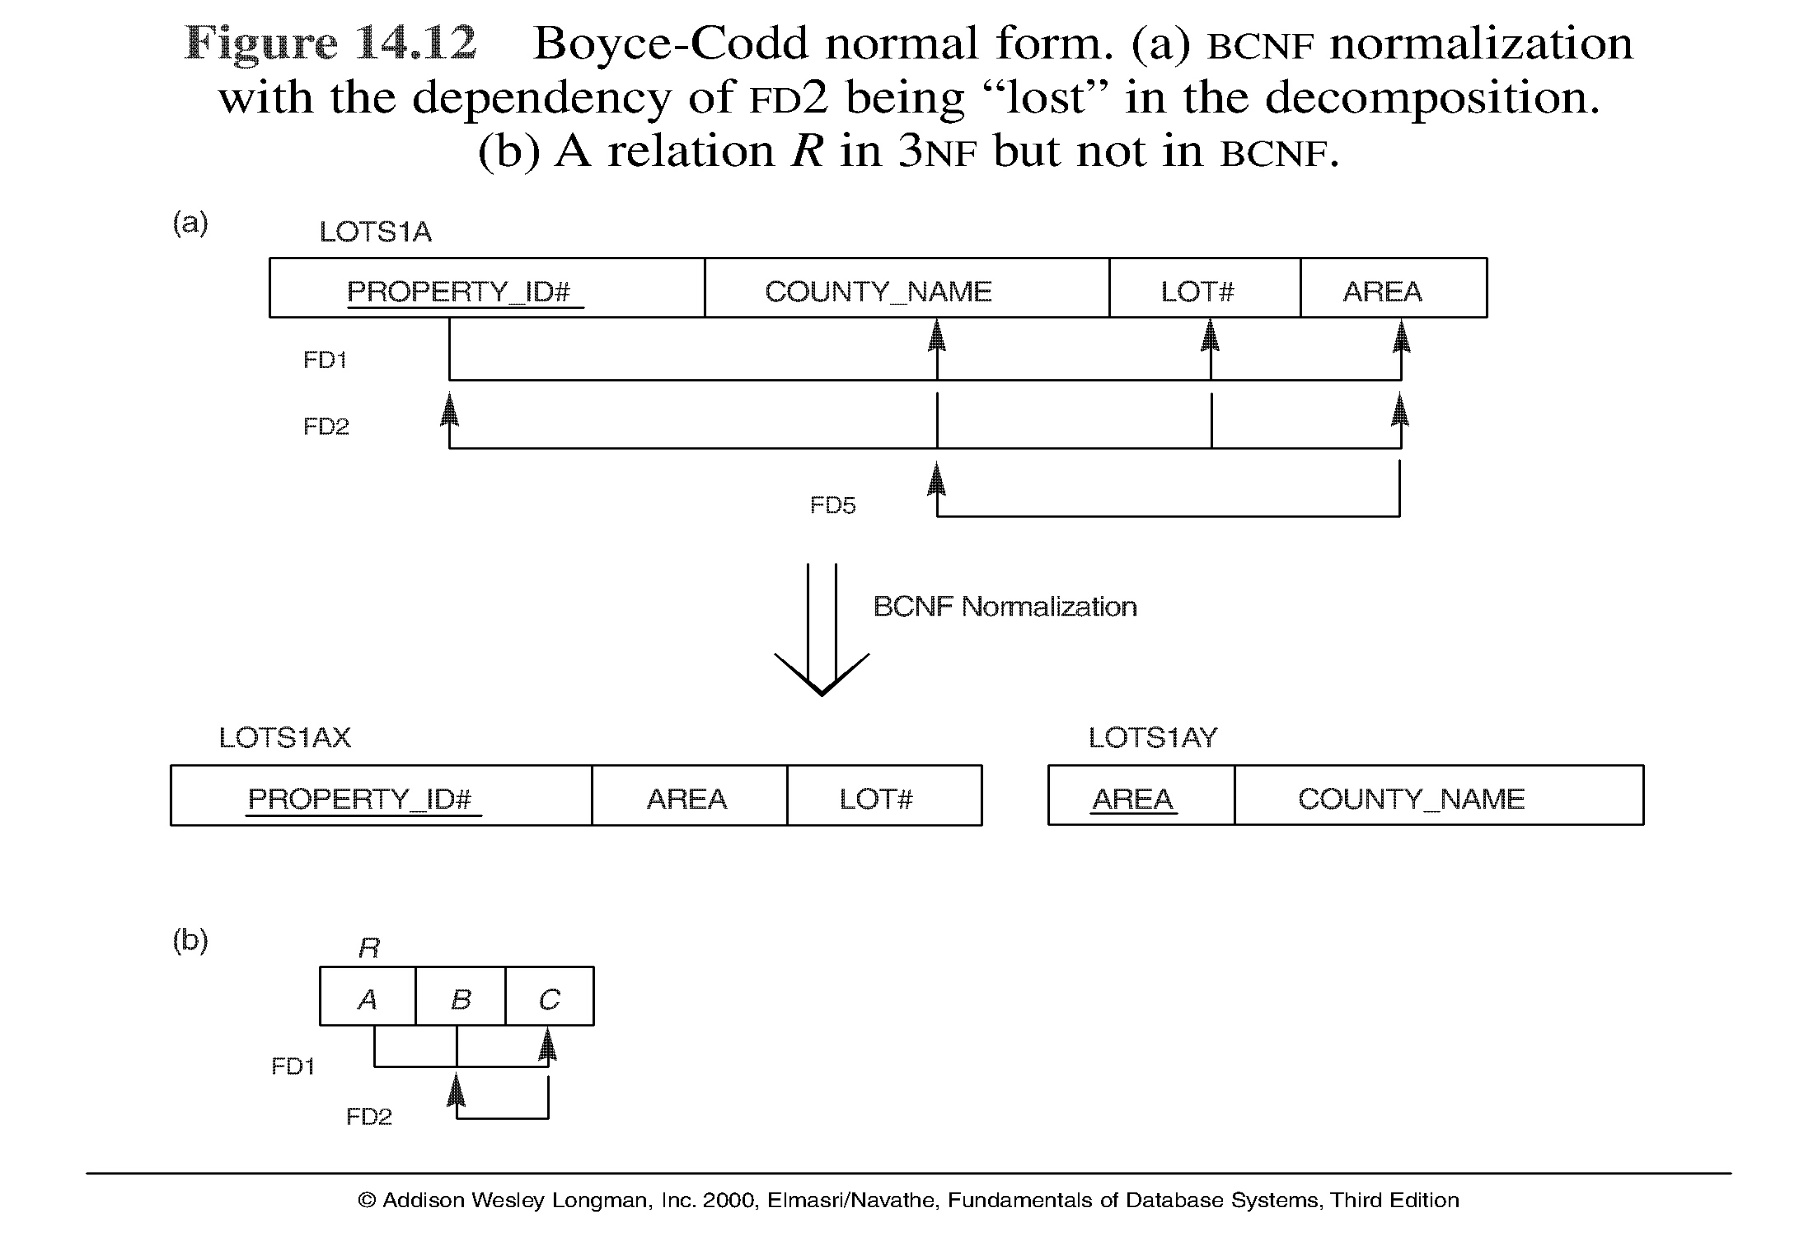 Figure 14.12 Boyce-Codd normal form. (a) BCNF normalization
with the dependency of FD2 being “lost” in the decomposition.
(b) A relation R in 3NF but not in BCNF.
(a)
LOTS1A
PROPERTY_ID# COUNTY_NAME LOT# AREA
FD1
FD2
FD5
BCNF Normalization
LOTS1AX
PROPERTY_ID# AREA LOT#
LOTS1AY
AREA COUNTY_NAME
(b)
R
A B C
FD1
FD2
© Addison Wesley Longman, Inc. 2000, Elmasri/Navathe, Fundamentals of Database Systems, Third Edition